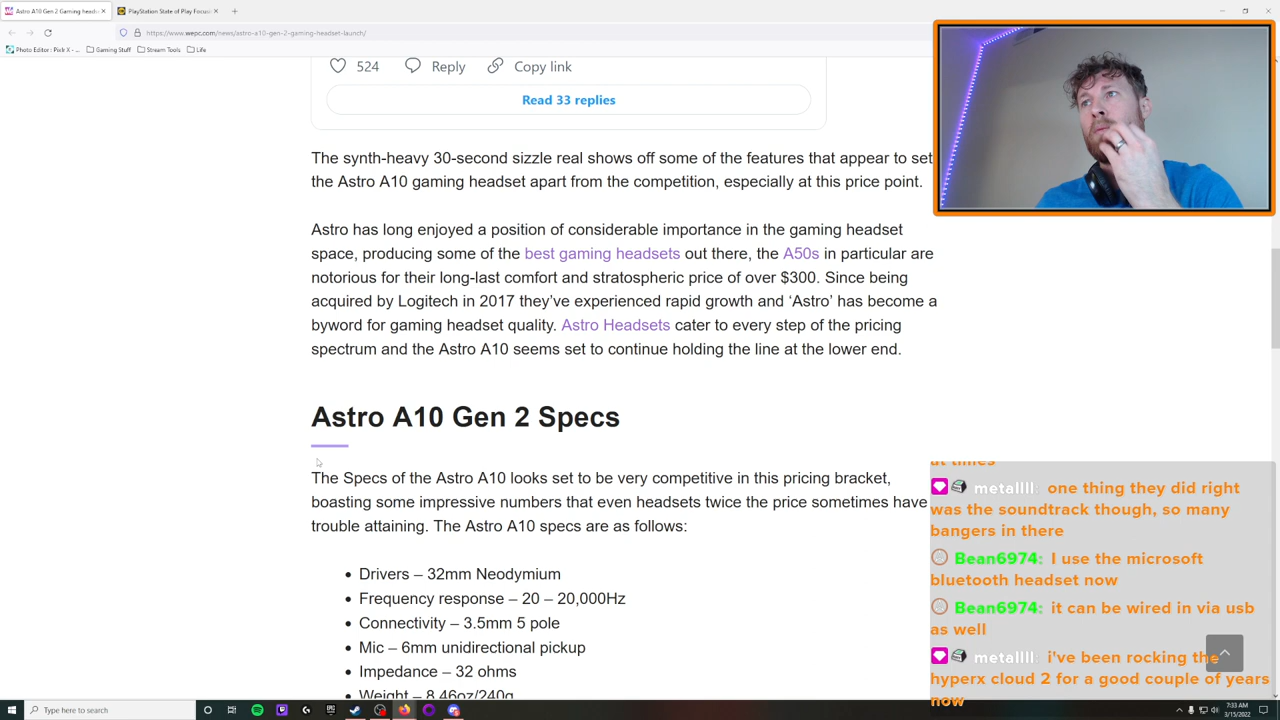 Astro A10 Gen 2 Gaming heads
PlayStation State of Play Focusi
https://www.wepc.com/news/astro-a10-gen-2-gaming-headset-launch/
Photo Editor : Pixlr X - ...
Gaming Stuff
Stream Tools
Life
524
Reply
Copy link
Read 33 replies
The synth-heavy 30-second sizzle real shows off some of the features that appear to set
the Astro A10 gaming headset apart from the competition, especially at this price point.
Astro has long enjoyed a position of considerable importance in the gaming headset
space, producing some of the best gaming headsets out there, the A50s in particular are
notorious for their long-last comfort and stratospheric price of over $300. Since being
acquired by Logitech in 2017 they've experienced rapid growth and ‘Astro’ has become a
byword for gaming headset quality. Astro Headsets cater to every step of the pricing
spectrum and the Astro A10 seems set to continue holding the line at the lower end.
Astro A10 Gen 2 Specs
The Specs of the Astro A10 looks set to be very competitive in this pricing bracket,
boasting some impressive numbers that even headsets twice the price sometimes have
trouble attaining. The Astro A10 specs are as follows:
• Drivers – 32mm Neodymium
• Frequency response – 20 – 20,000Hz
• Connectivity – 3.5mm 5 pole
• Mic – 6mm unidirectional pickup
• Impedance – 32 ohms
• Weight – 8.46oz/240g
at times
metallll: one thing they did right
was the soundtrack though, so many
bangers in there
Bean6974: I use the microsoft
bluetooth headset now
Bean6974: it can be wired in via usb
as well
metallll: i've been rocking the
hyperx cloud 2 for a good couple of years
now
Type here to search
7:33 AM
3/15/2022